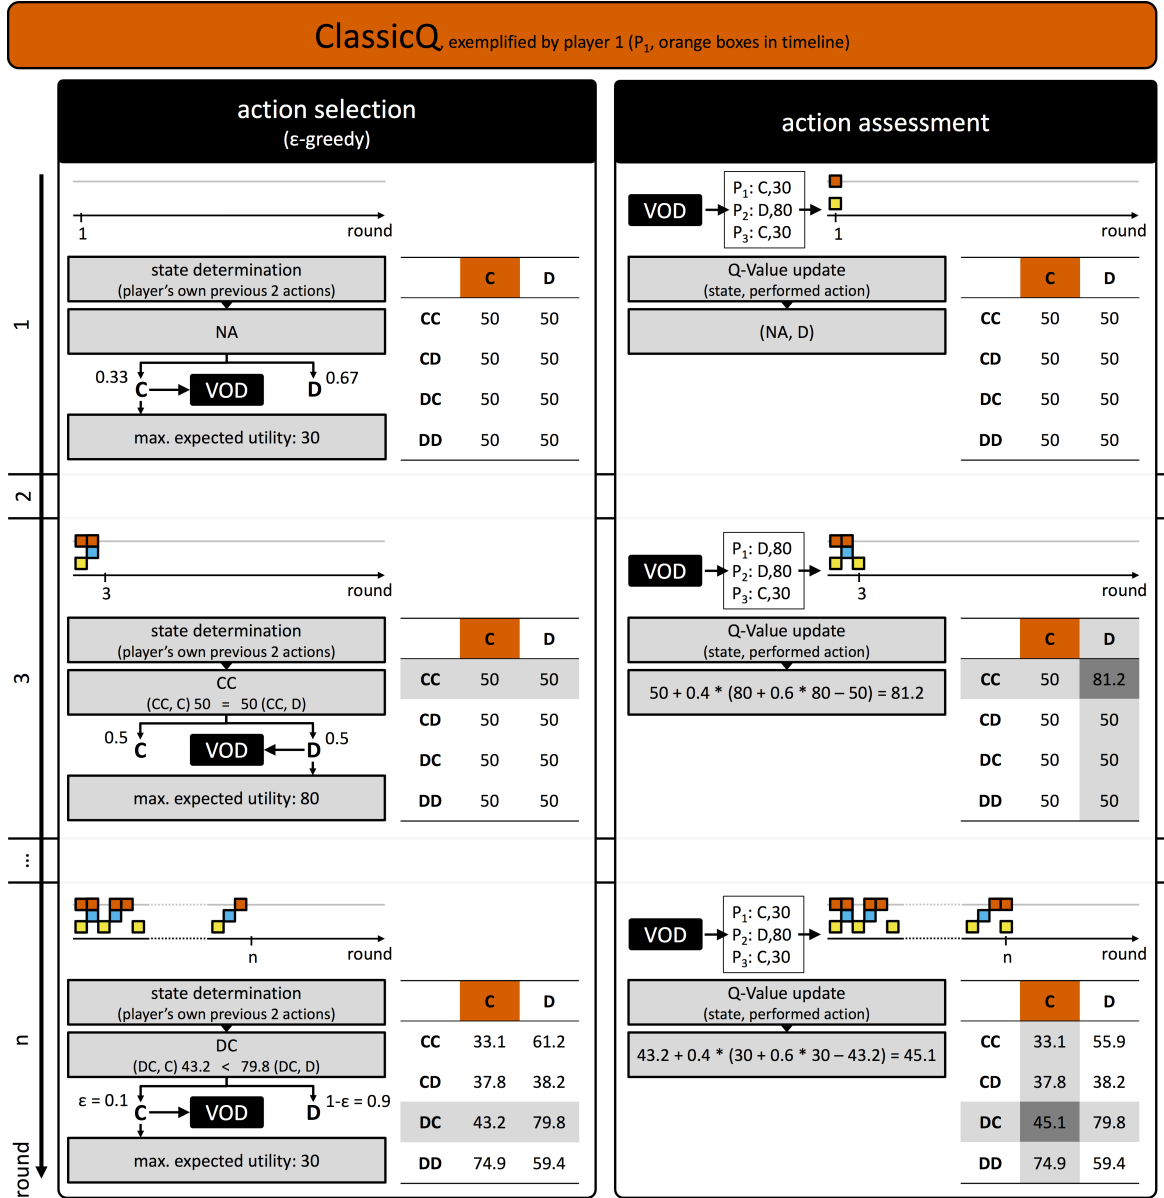 ClassicQ, exemplified by player 1 (P1, orange boxes in timeline)
action selection
(ε-greedy)
action assessment
1
1
round
state determination
(player's own previous 2 actions)
NA
0.33
C
VOD
D
0.67
max. expected utility: 30
C D
CC 50 50
CD 50 50
DC 50 50
DD 50 50
VOD
P1: C,30
P2: D,80
P3: C,30
1
round
Q-Value update
(state, performed action)
(NA, D)
C D
CC 50 50
CD 50 50
DC 50 50
DD 50 50
2
3
3
round
state determination
(player's own previous 2 actions)
CC
(CC, C) 50 = 50 (CC, D)
0.5
C
VOD
D
0.5
max. expected utility: 80
C D
CC 50 50
CD 50 50
DC 50 50
DD 50 50
VOD
P1: D,80
P2: D,80
P3: C,30
3
round
Q-Value update
(state, performed action)
50 + 0.4 * (80 + 0.6 * 80 – 50) = 81.2
C D
CC 50 81.2
CD 50 50
DC 50 50
DD 50 50
...
n
n
round
state determination
(player's own previous 2 actions)
DC
(DC, C) 43.2 < 79.8 (DC, D)
ε = 0.1
C
VOD
D
1-ε = 0.9
max. expected utility: 30
C D
CC 33.1 61.2
CD 37.8 38.2
DC 43.2 79.8
DD 74.9 59.4
VOD
P1: C,30
P2: D,80
P3: C,30
n
round
Q-Value update
(state, performed action)
43.2 + 0.4 * (30 + 0.6 * 30 – 43.2) = 45.1
C D
CC 33.1 55.9
CD 37.8 38.2
DC 45.1 79.8
DD 74.9 59.4
round